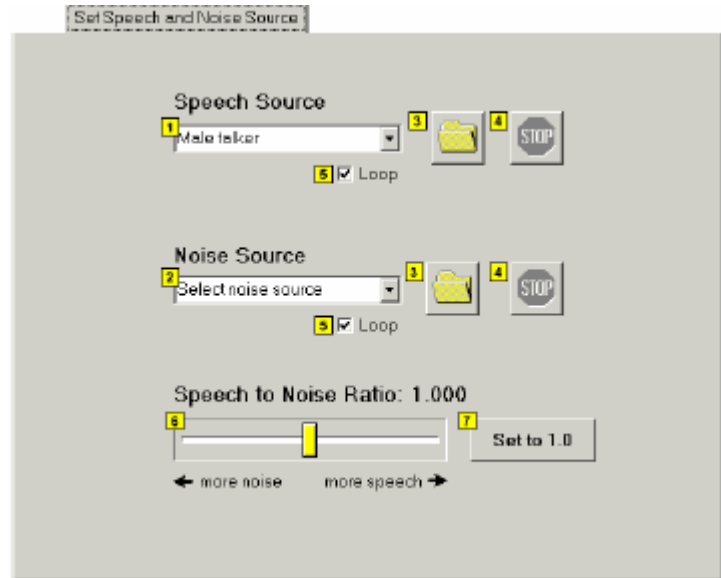 Set Speech and Noise Source
Speech Source
1 Male talker 3 4 STOP
5 Loop
Noise Source
2 Select noise source 3 4 STOP
5 Loop
Speech to Noise Ratio: 1.000
6 7 Set to 1.0
← more noise more speech →